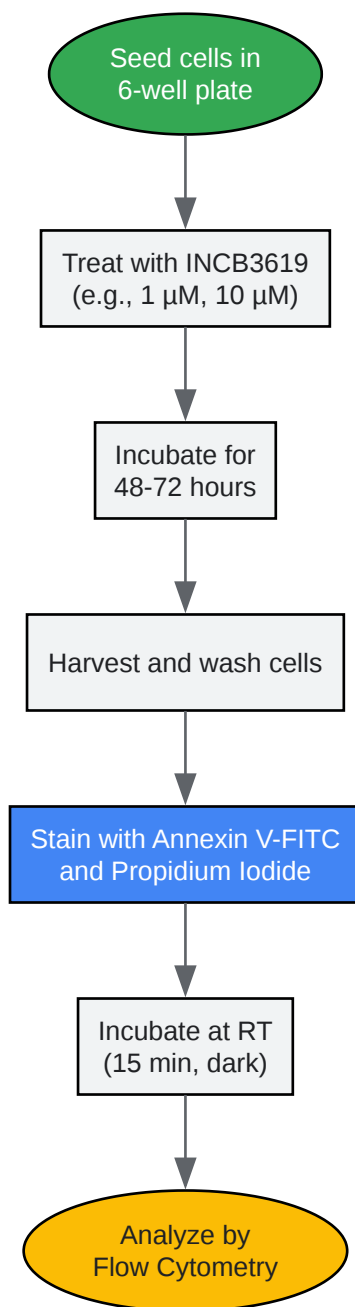 Seed cells in
6-well plate
Treat with INCB3619
(e.g., 1 µM, 10 µM)
Incubate for
48-72 hours
Harvest and wash cells
Stain with Annexin V-FITC
and Propidium Iodide
Incubate at RT
(15 min, dark)
Analyze by
Flow Cytometry